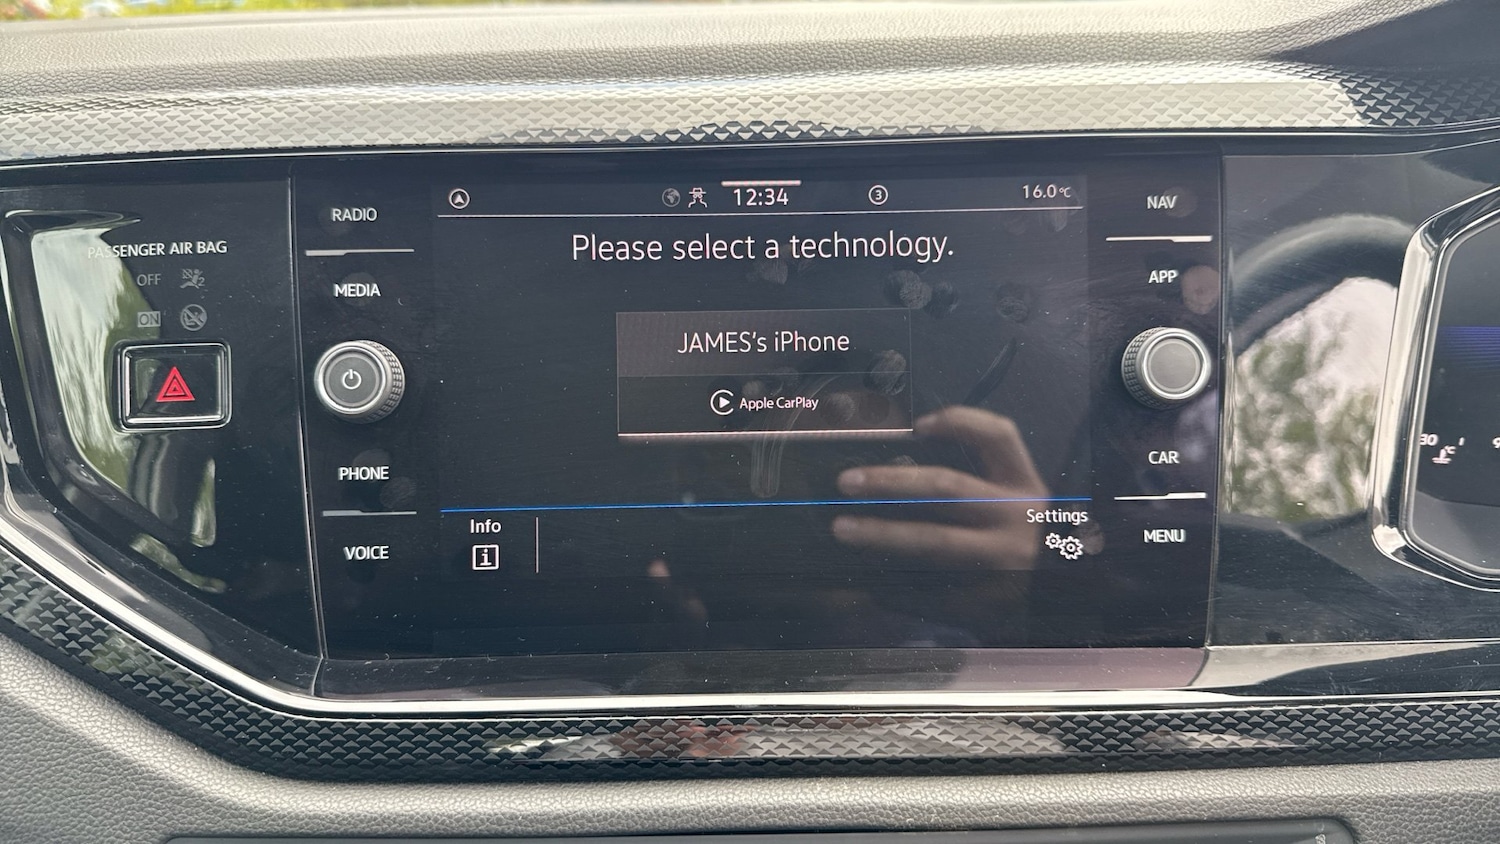 PASSENGER AIR BAG
OFF
ON
RADIO
MEDIA
PHONE
VOICE
12:34
3
16.0°C
Please select a technology.
JAMES's iPhone
Apple CarPlay
Info
i
Settings
NAV
APP
CAR
MENU